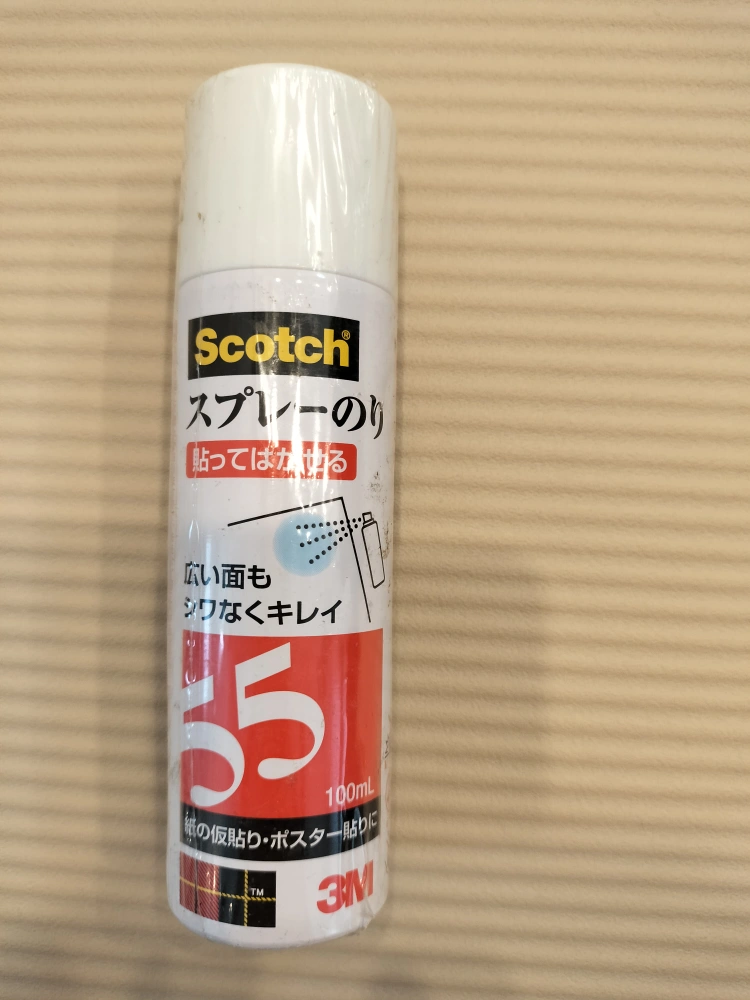 Scotch®
スプレーのり
貼ってはがせる
広い面も
シワなくキレイ
55
100mL
紙の仮貼り・ポスター貼りに
™
3M